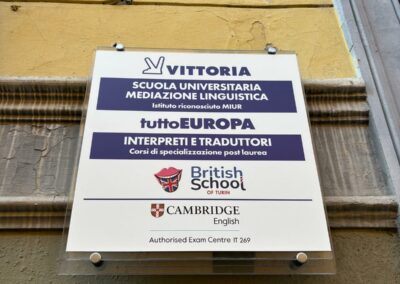 VITTORIA
SCUOLA UNIVERSITARIA
MEDIAZIONE LINGUISTICA
Istituto riconosciuto MIUR
tuttoEUROPA
INTERPRETI E TRADUTTORI
Corsi di specializzazione post laurea
British
School
OF TURIN
CAMBRIDGE
English
Authorised Exam Centre IT 269